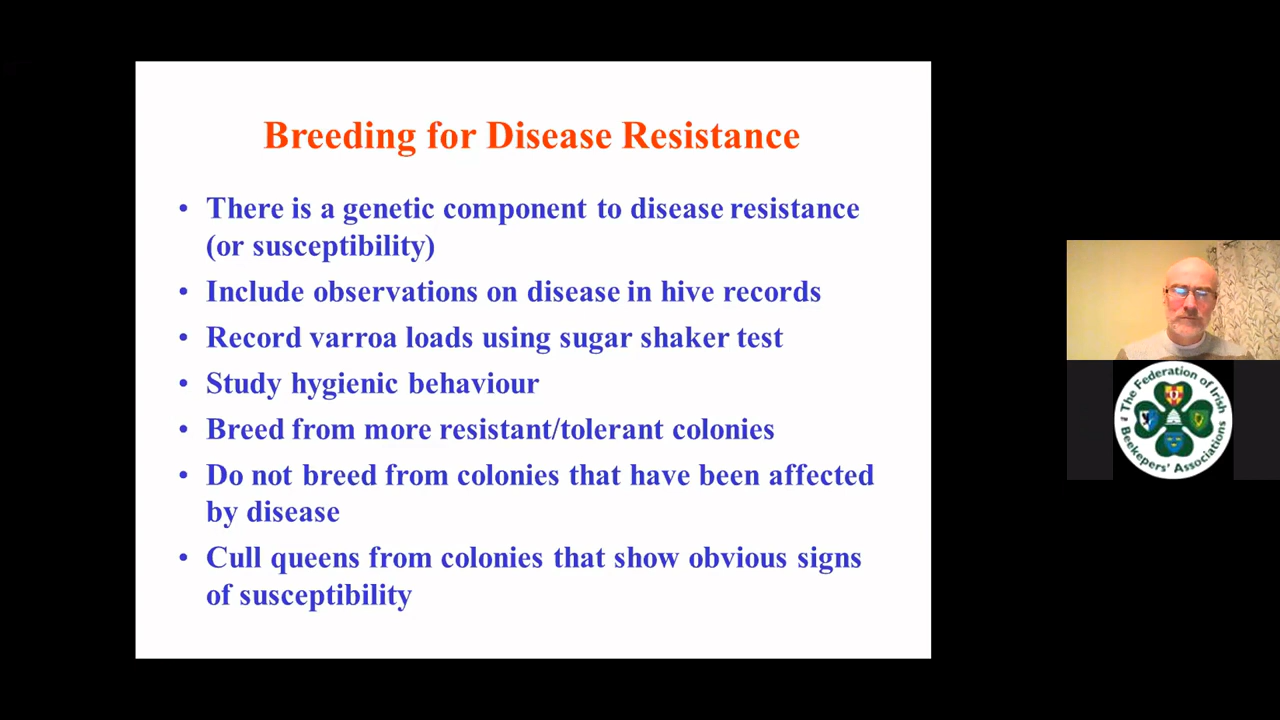 Breeding for Disease Resistance
• There is a genetic component to disease resistance
(or susceptibility)
• Include observations on disease in hive records
• Record varroa loads using sugar shaker test
• Study hygienic behaviour
• Breed from more resistant/tolerant colonies
• Do not breed from colonies that have been affected
by disease
• Cull queens from colonies that show obvious signs
of susceptibility
The Federation of Irish
Beekepers' Associations